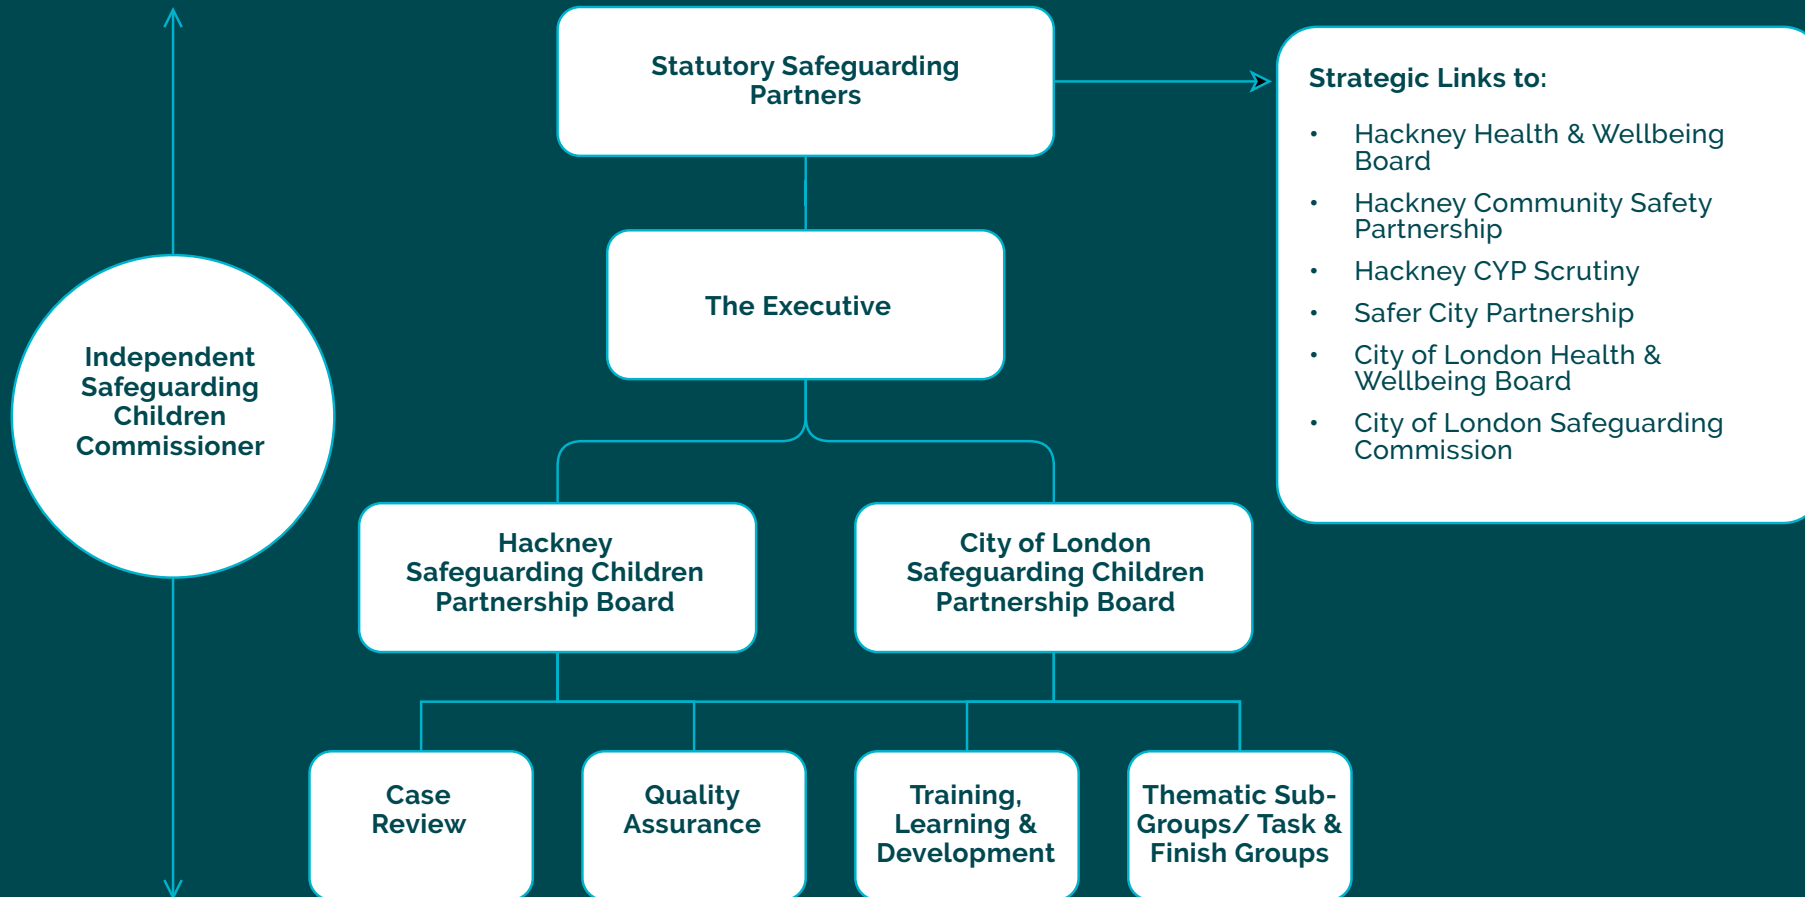 Statutory Safeguarding
Partners
Strategic Links to:
• Hackney Health & Wellbeing
Board
• Hackney Community Safety
Partnership
• Hackney CYP Scrutiny
• Safer City Partnership
• City of London Health &
Wellbeing Board
• City of London Safeguarding
Commission
The Executive
Independent
Safeguarding
Children
Commissioner
Hackney
Safeguarding Children
Partnership Board
City of London
Safeguarding Children
Partnership Board
Case
Review
Quality
Assurance
Training,
Learning &
Development
Thematic Sub-
Groups/ Task &
Finish Groups